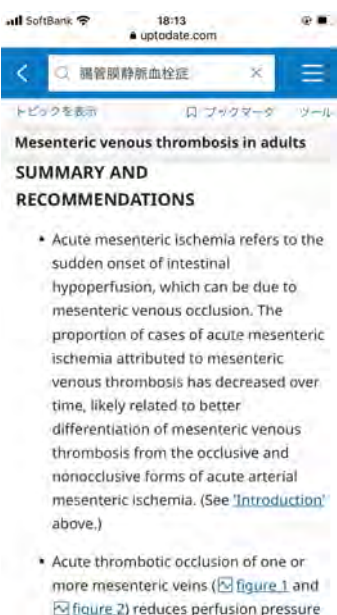 SoftBank 18:13
uptodate.com
腸管膜静脈血栓症 ×
トピックを表示 ブックマーク ツール
Mesenteric venous thrombosis in adults
SUMMARY AND
RECOMMENDATIONS
• Acute mesenteric ischemia refers to the
sudden onset of intestinal
hypoperfusion, which can be due to
mesenteric venous occlusion. The
proportion of cases of acute mesenteric
ischemia attributed to mesenteric
venous thrombosis has decreased over
time, likely related to better
differentiation of mesenteric venous
thrombosis from the occlusive and
nonocclusive forms of acute arterial
mesenteric ischemia. (See 'Introduction'
above.)
• Acute thrombotic occlusion of one or
more mesenteric veins (figure 1 and
figure 2) reduces perfusion pressure